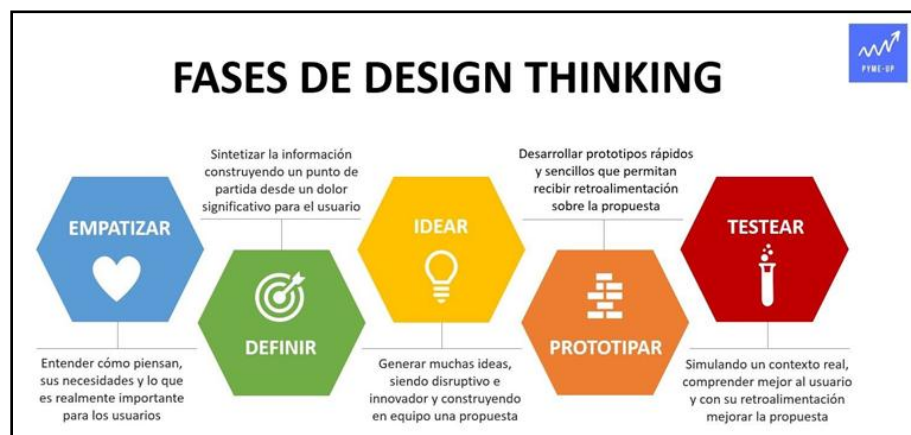 PYME-UP
FASES DE DESIGN THINKING
EMPATIZAR
Entender cómo piensan,
sus necesidades y lo que
es realmente importante
para los usuarios
Sintetizar la información
construyendo un punto de
partida desde un dolor
significativo para el usuario
DEFINIR
IDEAR
Generar muchas ideas,
siendo disruptivo e
innovador y construyendo
en equipo una propuesta
Desarrollar prototipos rápidos
y sencillos que permitan
recibir retroalimentación
sobre la propuesta
PROTOTIPAR
TESTEAR
Simulando un contexto real,
comprender mejor al usuario
y con su retroalimentación
mejorar la propuesta